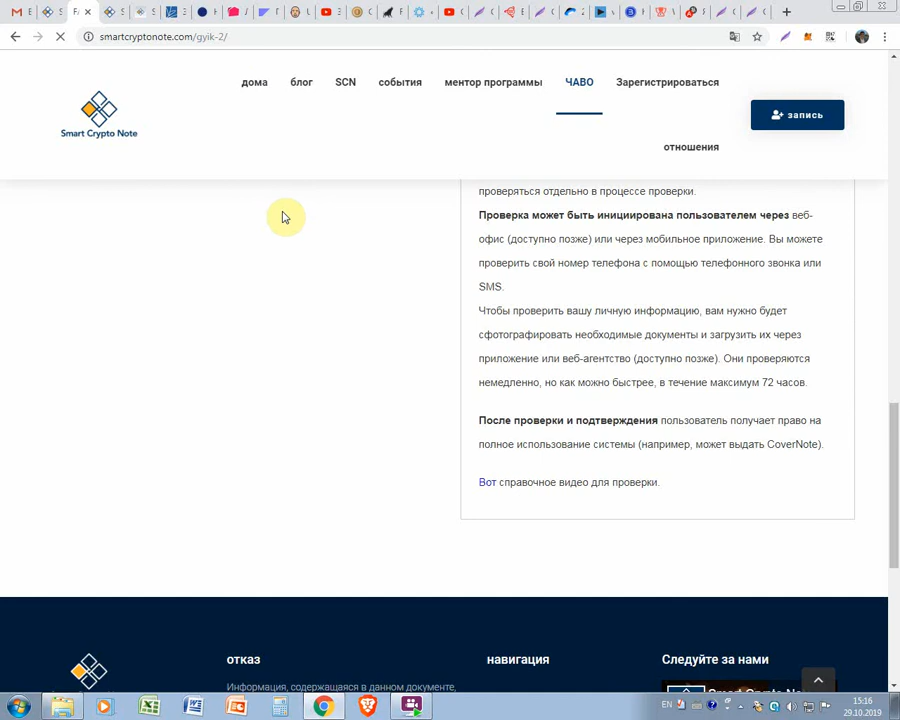 smartcryptonote.com/gyik-2/
дома
блог
SCN
события
ментор программы
ЧАВО
Зарегистрироваться
запись
Smart Crypto Note
отношения
проверяться отдельно в процессе проверки.
Проверка может быть инициирована пользователем через веб-
офис (доступно позже) или через мобильное приложение. Вы можете
проверить свой номер телефона с помощью телефонного звонка или
SMS.
Чтобы проверить вашу личную информацию, вам нужно будет
сфотографировать необходимые документы и загрузить их через
приложение или веб-агентство (доступно позже). Они проверяются
немедленно, но как можно быстрее, в течение максимум 72 часов.
После проверки и подтверждения пользователь получает право на
полное использование системы (например, может выдать CoverNote).
Вот справочное видео для проверки.
отказ
навигация
Следуйте за нами
Информация, содержащаяся в данном документе,
EN
15:16
29.10.2019